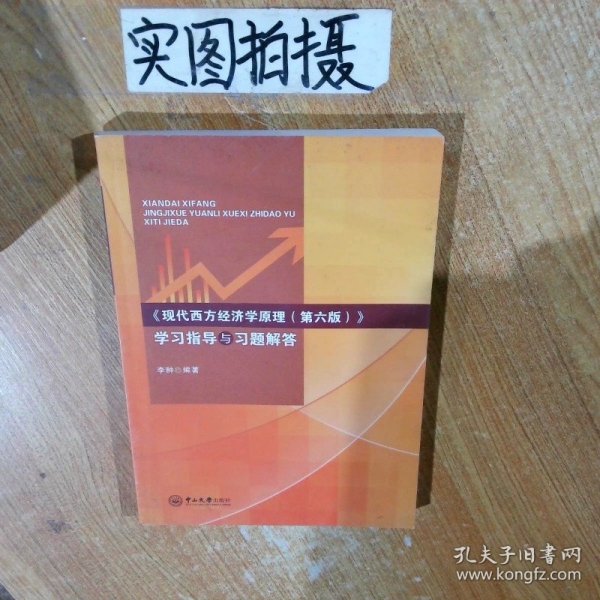 实图拍摄
XIANDAI XIFANG
JINGJIXUE YUANLI XUEXI ZHIDAO YU
XITI JIEDA
《现代西方经济学原理(第六版)》
学习指导与习题解答
李翀 编著
中山大学出版社
孔夫子旧书网
www.kongfz.com